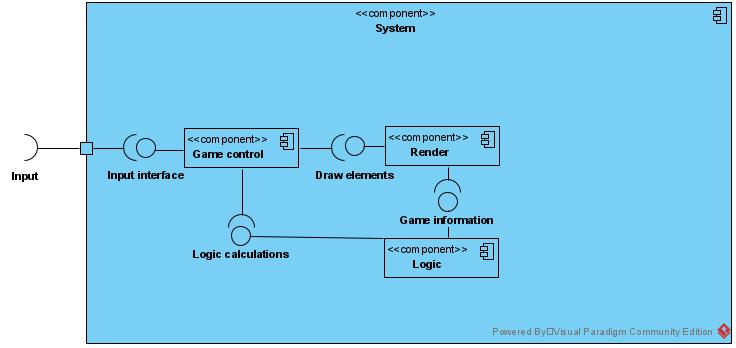 <<component>>
System
<<component>>
Game control
<<component>>
Render
Input
Input interface
Draw elements
Game information
Logic calculations
<<component>>
Logic
Powered By□Visual Paradigm Community Edition